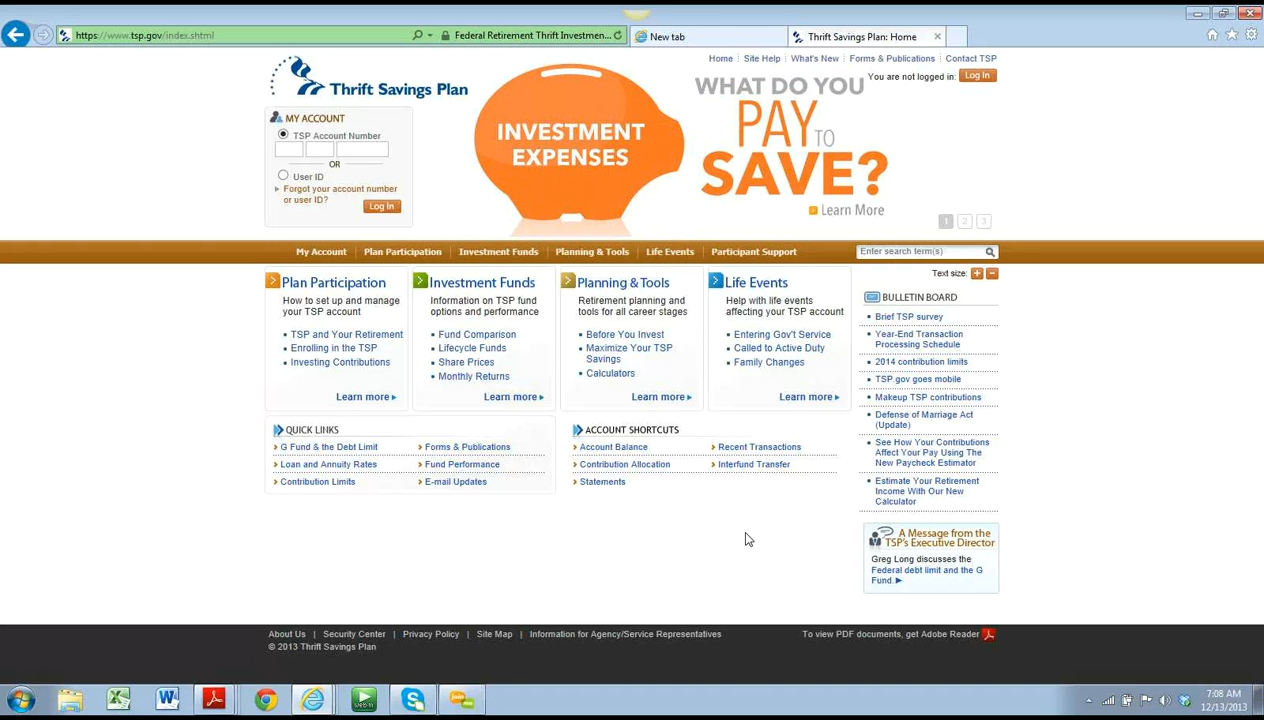 https://www.tsp.gov/index.shtml
Federal Retirement Thrift Investmen...
New tab
Thrift Savings Plan: Home
Home
Site Help
What's New
Forms & Publications
Contact TSP
You are not logged in:
Log In
Thrift Savings Plan
MY ACCOUNT
TSP Account Number
OR
User ID
Forgot your account number
or user ID?
Log In
INVESTMENT
EXPENSES
WHAT DO YOU
PAY TO
SAVE?
Learn More
1 2 3
My Account
Plan Participation
Investment Funds
Planning & Tools
Life Events
Participant Support
Enter search term(s)
Plan Participation
How to set up and manage
your TSP account
TSP and Your Retirement
Enrolling in the TSP
Investing Contributions
Learn more
Investment Funds
Information on TSP fund
options and performance
Fund Comparison
Lifecycle Funds
Share Prices
Monthly Returns
Learn more
Planning & Tools
Retirement planning and
tools for all career stages
Before You Invest
Maximize Your TSP
Savings
Calculators
Learn more
Life Events
Help with life events
affecting your TSP account
Entering Gov't Service
Called to Active Duty
Family Changes
Learn more
Text size: + -
BULLETIN BOARD
Brief TSP survey
Year-End Transaction
Processing Schedule
2014 contribution limits
TSP.gov goes mobile
Makeup TSP contributions
Defense of Marriage Act
(Update)
See How Your Contributions
Affect Your Pay Using The
New Paycheck Estimator
Estimate Your Retirement
Income With Our New
Calculator
QUICK LINKS
G Fund & the Debt Limit
Loan and Annuity Rates
Contribution Limits
Forms & Publications
Fund Performance
E-mail Updates
ACCOUNT SHORTCUTS
Account Balance
Contribution Allocation
Statements
Recent Transactions
Interfund Transfer
A Message from the
TSP's Executive Director
Greg Long discusses the
Federal debt limit and the G
Fund.
About Us | Security Center | Privacy Policy | Site Map | Information for Agency/Service Representatives
To view PDF documents, get Adobe Reader
© 2013 Thrift Savings Plan
7:08 AM
12/13/2013